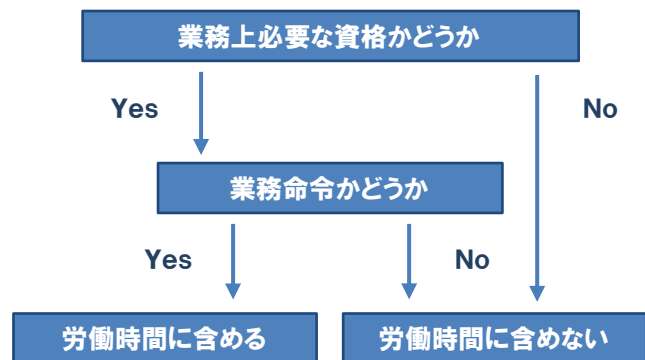 業務上必要な資格かどうか
Yes
No
業務命令かどうか
Yes
No
労働時間に含める
労働時間に含めない